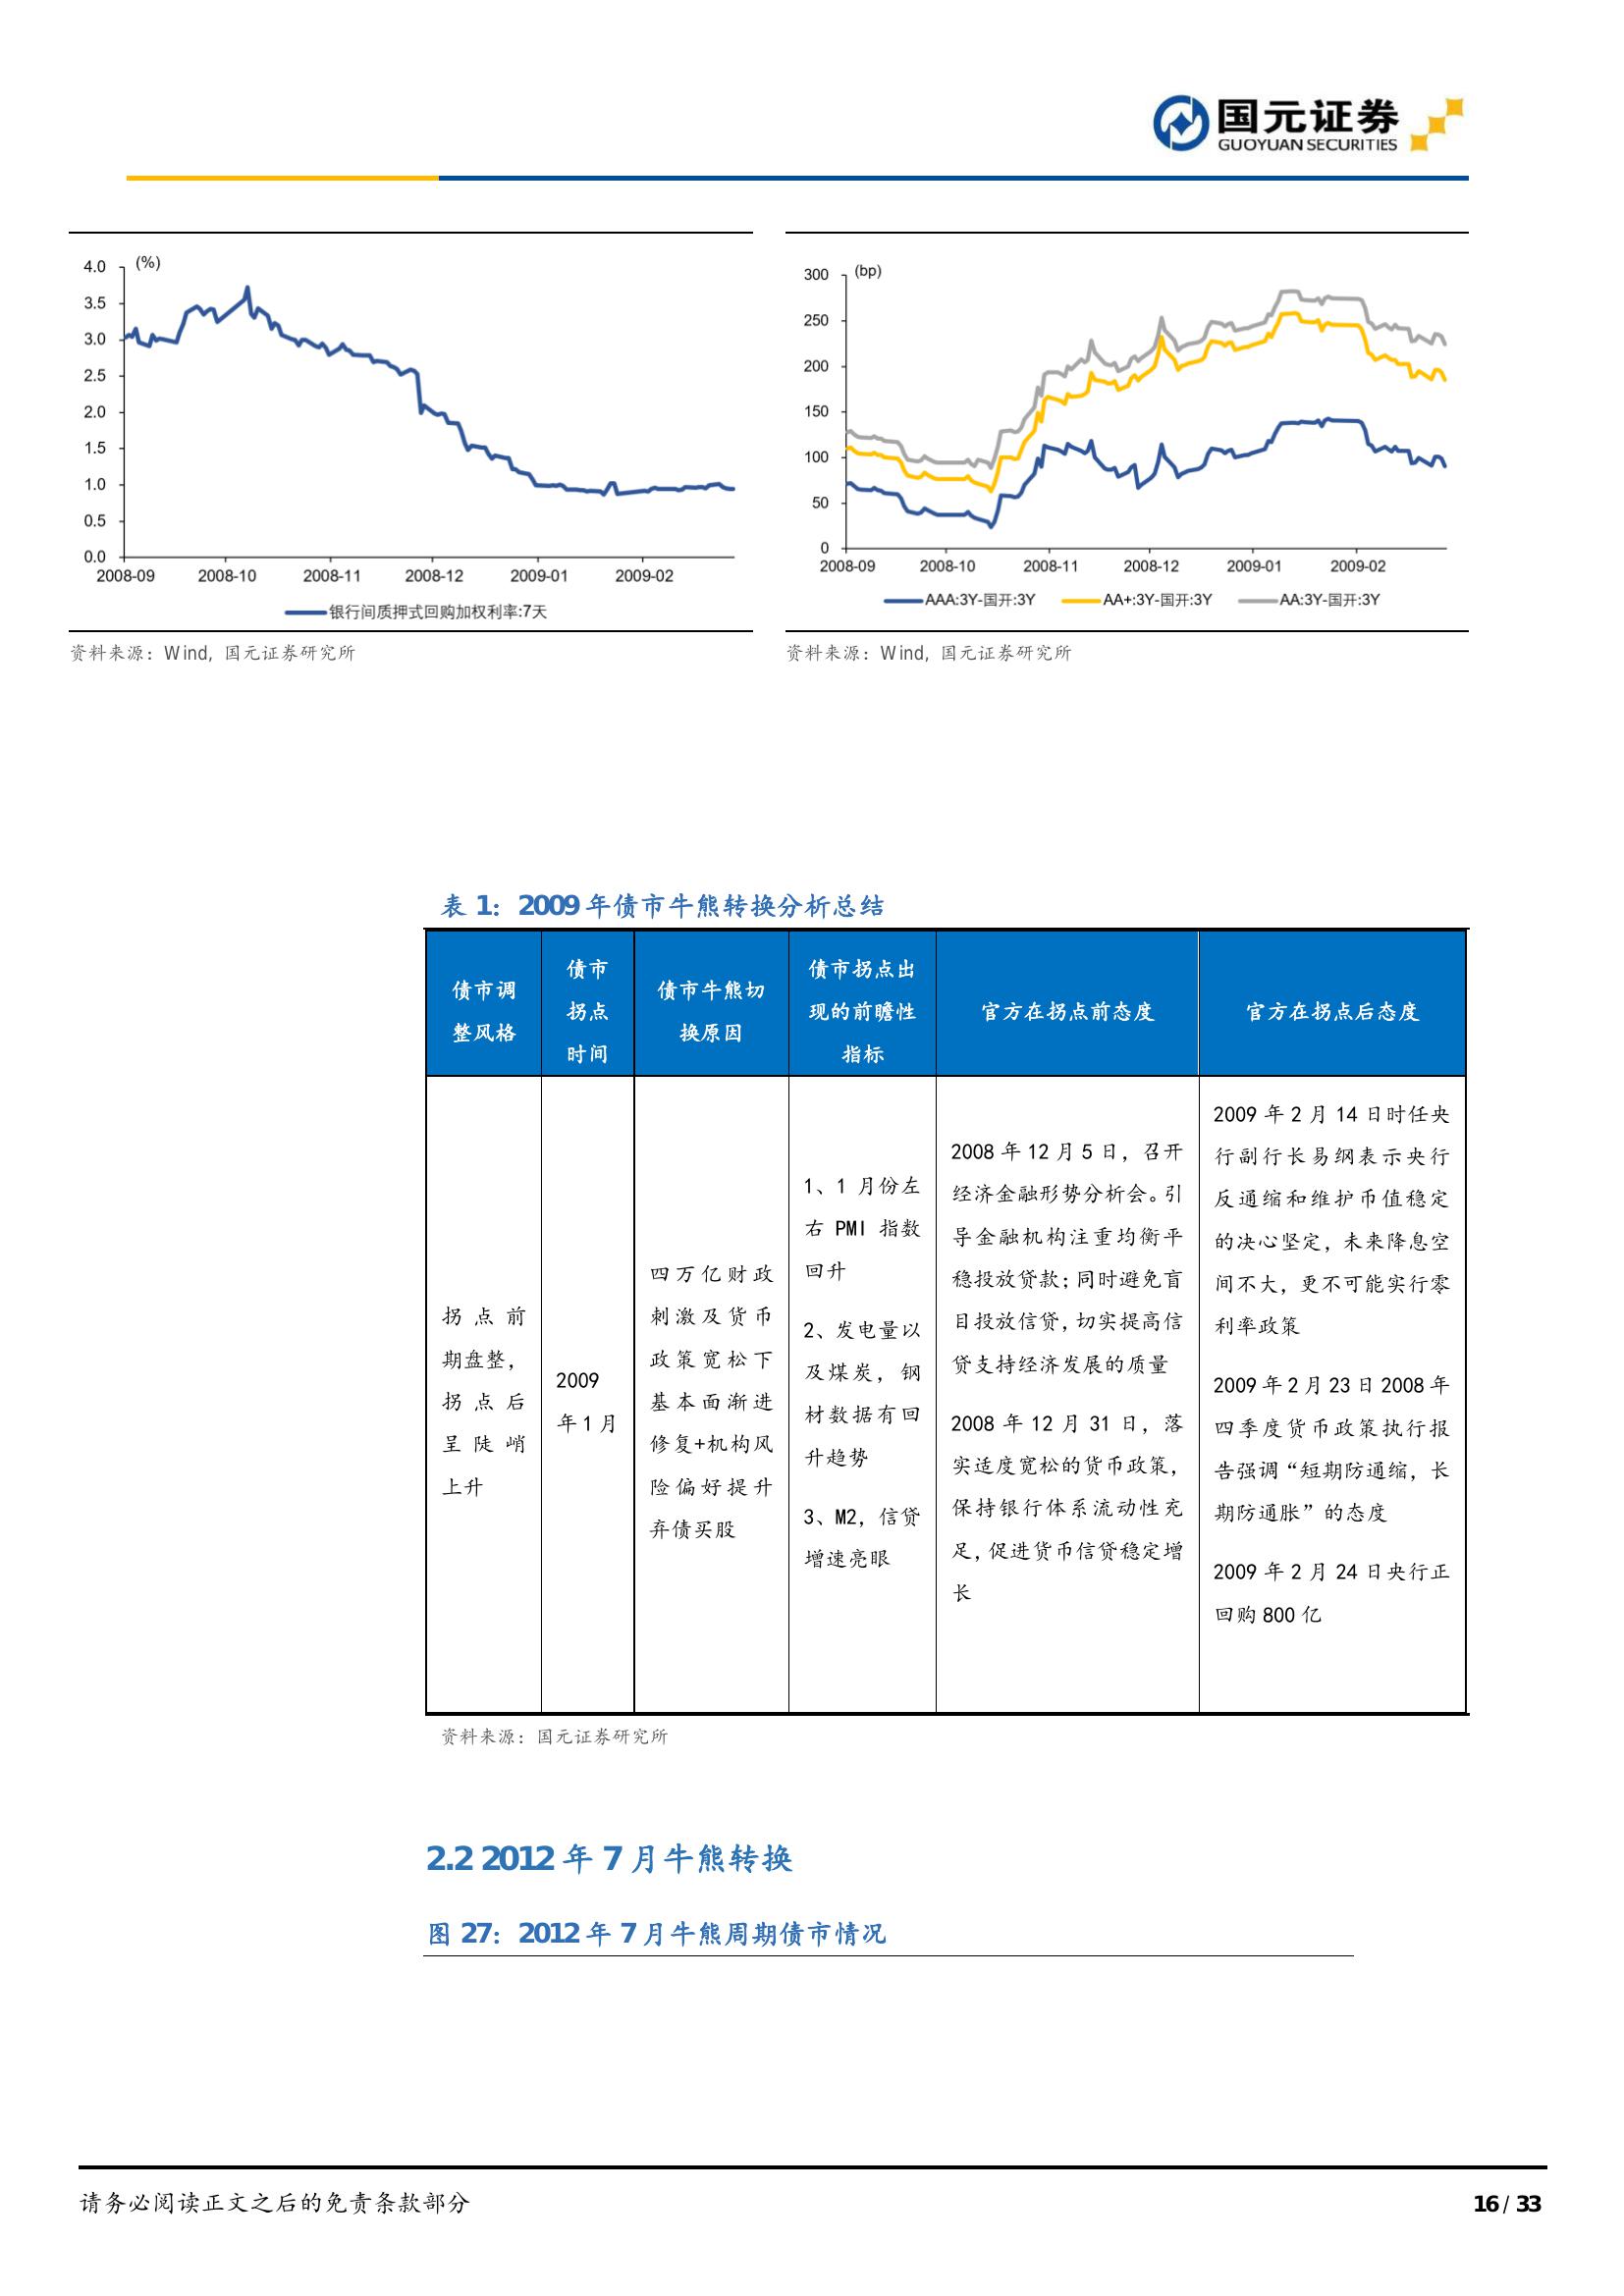 国元证券
GUOYUAN SECURITIES
(%)
4.0
3.5
3.0
2.5
2.0
1.5
1.0
0.5
0.0
2008-09 2008-10 2008-11 2008-12 2009-01 2009-02
银行间质押式回购加权利率:7天
资料来源：Wind，国元证券研究所
(bp)
300
250
200
150
100
50
0
2008-09 2008-10 2008-11 2008-12 2009-01 2009-02
AAA:3Y-国开:3Y AA+:3Y-国开:3Y AA:3Y-国开:3Y
资料来源：Wind，国元证券研究所
表 1：2009 年债市牛熊转换分析总结
债市调
整风格
债市
拐点
时间
债市牛熊切
换原因
债市拐点出
现的前瞻性
指标
官方在拐点前态度
官方在拐点后态度
拐点前
期盘整，
拐点后
呈陡峭
上升
2009
年 1 月
四万亿财政
刺激及货币
政策宽松下
基本面渐进
修复+机构风
险偏好提升
弃债买股
1、1 月份左
右 PMI 指数
回升
2、发电量以
及煤炭，钢
材数据有回
升趋势
3、M2，信贷
增速亮眼
2008 年 12 月 5 日，召开
经济金融形势分析会。引
导金融机构注重均衡平
稳投放贷款；同时避免盲
目投放信贷，切实提高信
贷支持经济发展的质量
2008 年 12 月 31 日，落
实适度宽松的货币政策，
保持银行体系流动性充
足，促进货币信贷稳定增
长
2009 年 2 月 14 日时任央
行副行长易纲表示央行
反通缩和维护币值稳定
的决心坚定，未来降息空
间不大，更不可能实行零
利率政策
2009 年 2 月 23 日 2008 年
四季度货币政策执行报
告强调“短期防通缩，长
期防通胀”的态度
2009 年 2 月 24 日央行正
回购 800 亿
资料来源：国元证券研究所
2.2 2012 年 7 月牛熊转换
图 27：2012 年 7 月牛熊周期债市情况
请务必阅读正文之后的免责条款部分
16 / 33